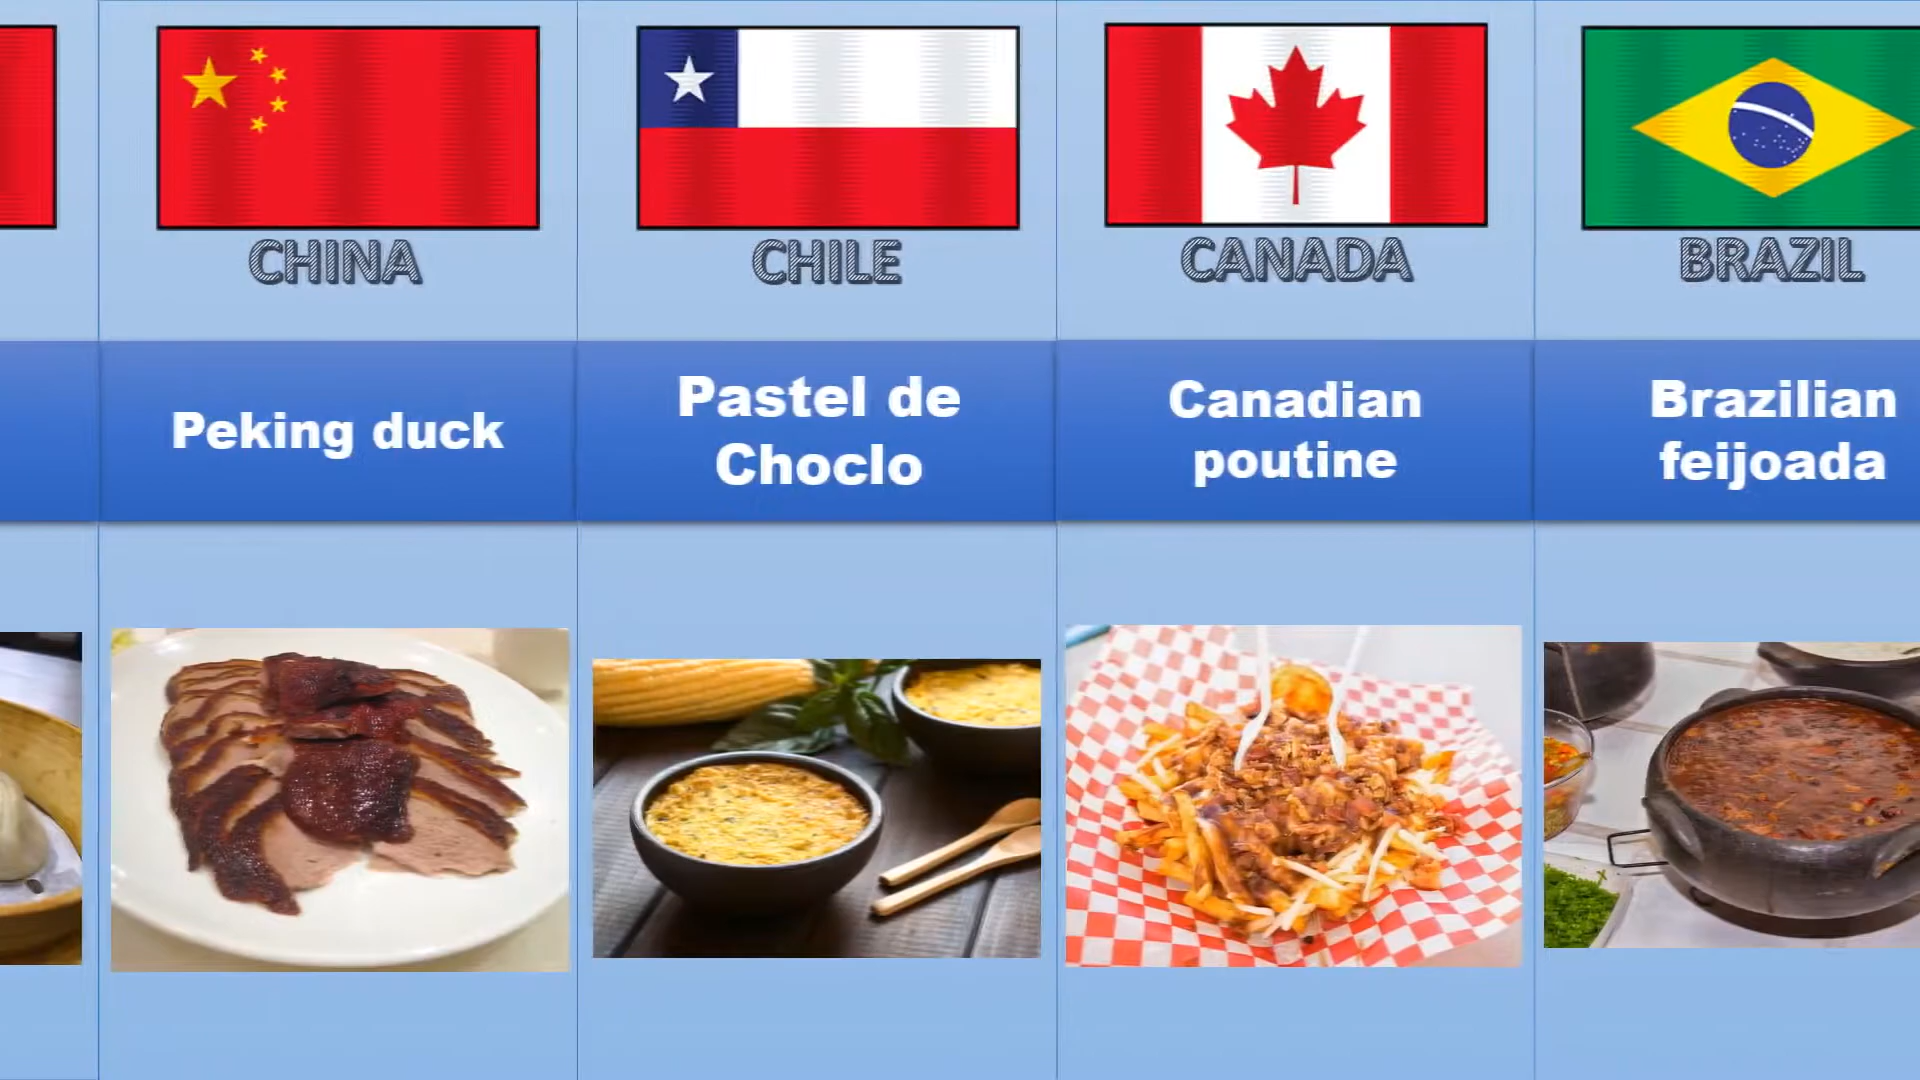 CHINA
CHILE
CANADA
BRAZIL
Peking duck
Pastel de
Choclo
Canadian
poutine
Brazilian
feijoada